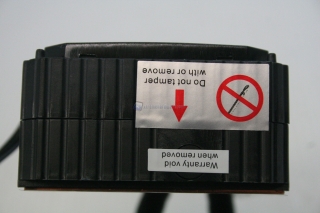 Warranty void
when removed
Do not tamper
with or remove